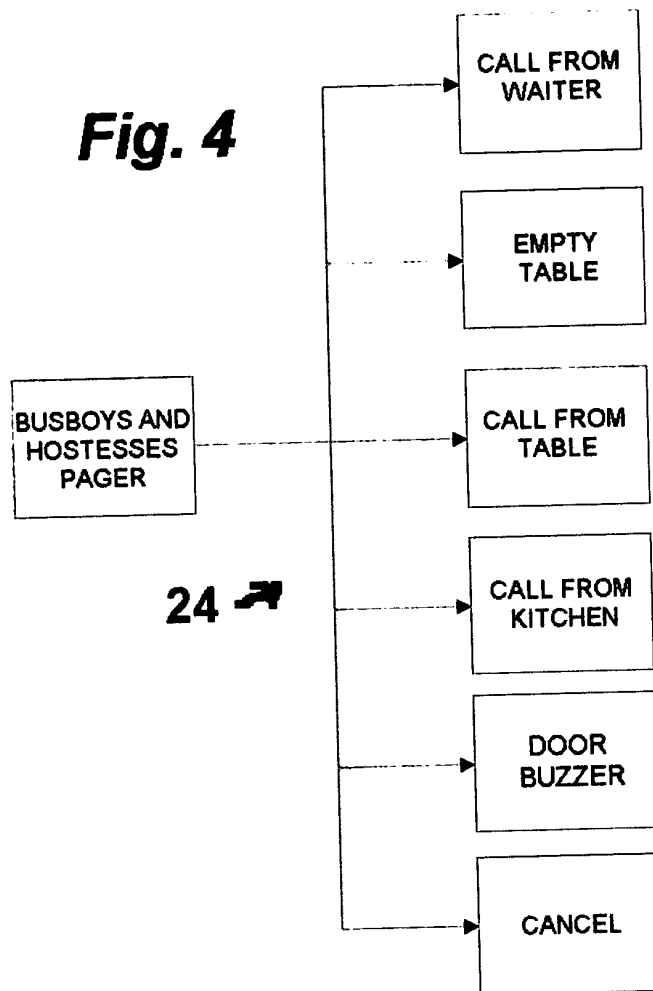 Fig. 4
CALL FROM
WAITER
EMPTY
TABLE
BUSBOYS AND
HOSTESSES
PAGER
CALL FROM
TABLE
24
CALL FROM
KITCHEN
DOOR
BUZZER
CANCEL